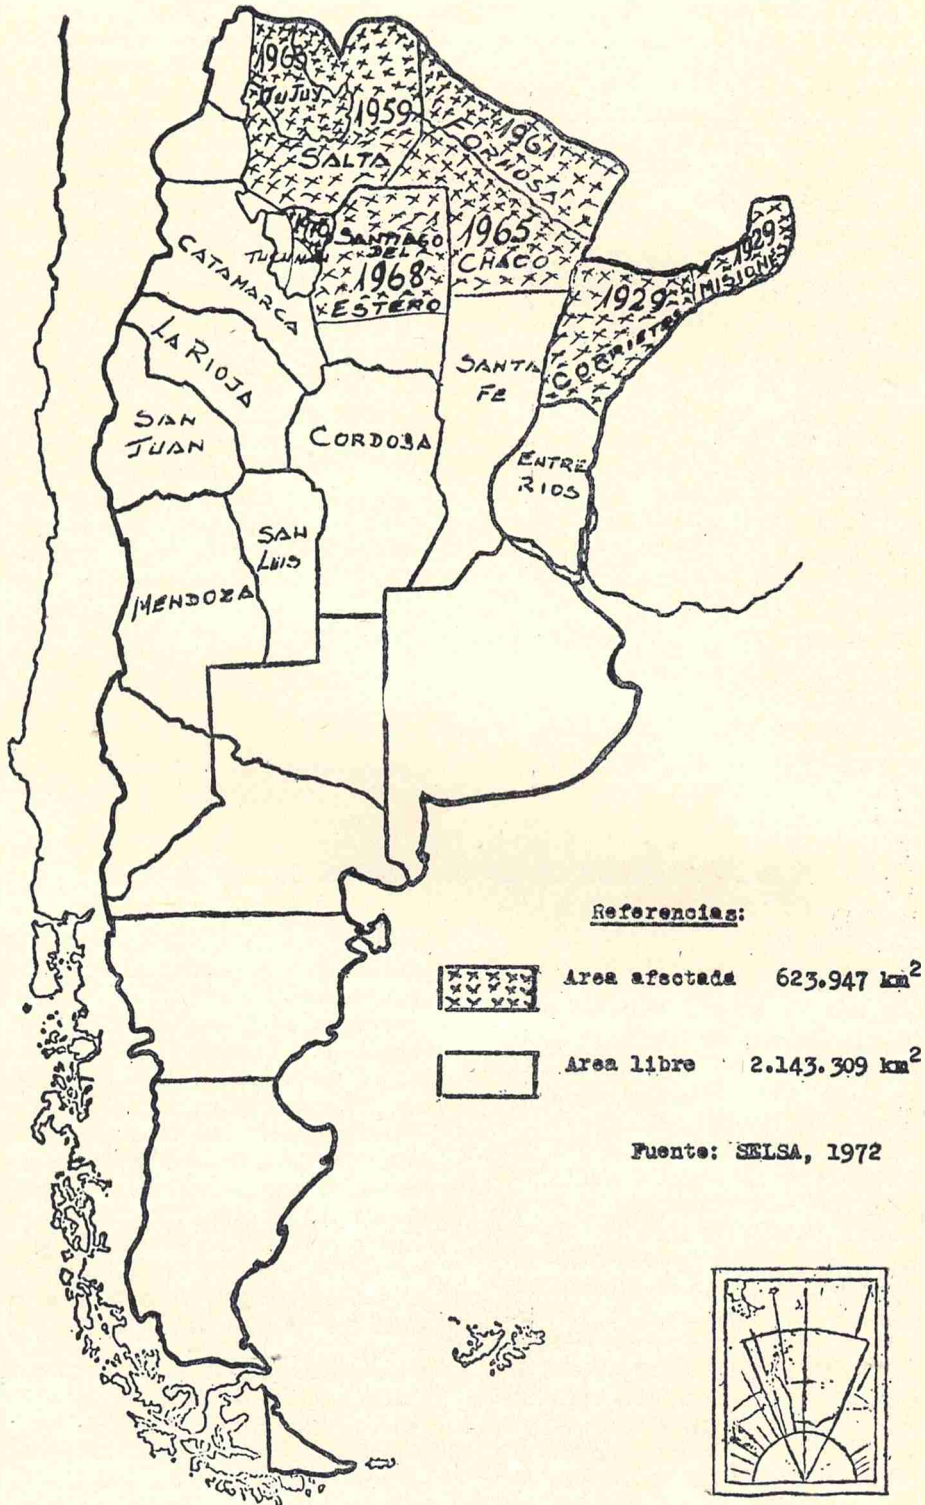 1968
JuJuy
1959
SALTA
1961
FORMOSA
1965
CHACO
TUCUMAN
SANTIAGO
DEL
1968
ESTERO
1929
MISIONES
1929
CORRIETES
CATAMARCA
LA RIOJA
SANTA
FE
SAN
JUAN
CORDOBA
ENTRE
RIOS
SAN
LUIS
MENDOZA
Referencias:
Area afectada 623.947 km²
Area libre 2.143.309 km²
Fuente: SELSA, 1972